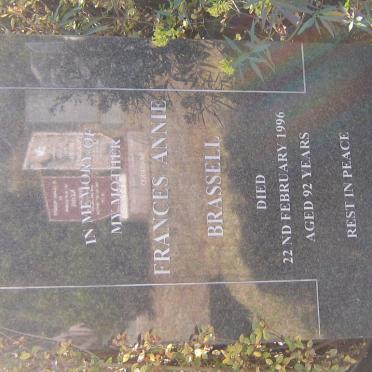 IN MEMORY OF
MY MOTHER
FRANCES ANNIE
BRASSELL
DIED
22 ND FEBRUARY 1996
AGED 92 YEARS
REST IN PEACE